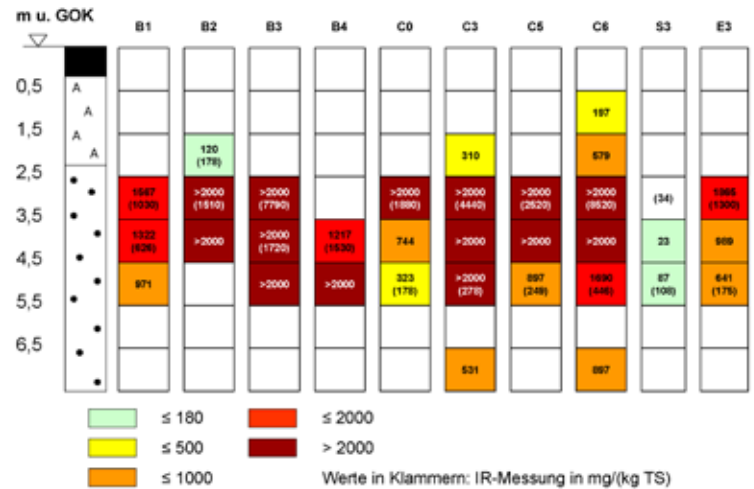 m u. GOK
B1 B2 B3 B4 C0 C3 C5 C6 S3 E3
0,5
A
A
197
1,5
A
A
120 310 579
(178)
2,5
1567 >2000 >2000 >2000 >2000 >2000 >2000 (34)
(1030) (1510) (7790) (1880) (4440) (2520) (8520) (1300)
3,5
1322 >2000 >2000 1217 744 >2000 >2000 >2000 23 989
(1720) (1530)
4,5
971 >2000 >2000 323 >2000 897 1690 87 641
(178) (278) (249) (446) (108) (175)
5,5
6,5
531 897
≤ 180 ≤ 2000
≤ 500 > 2000
≤ 1000 Werte in Klammern: IR-Messung in mg/(kg TS)